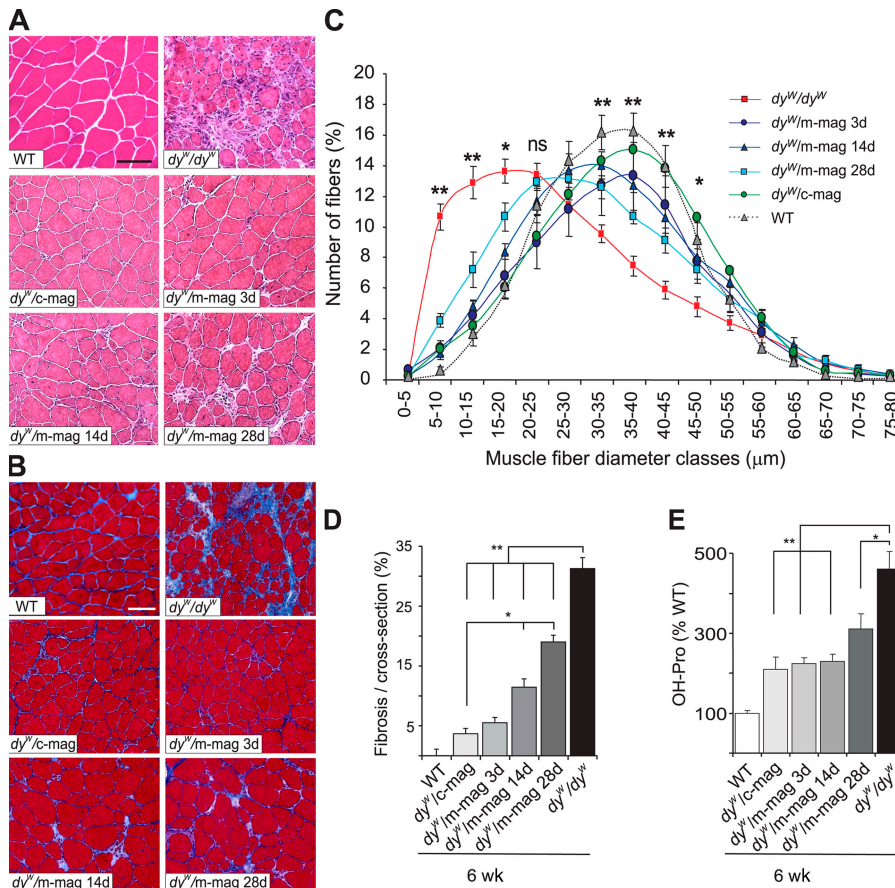 A
WT
dyW/dyW
dyW/c-mag
dyW/m-mag 3d
dyW/m-mag 14d
dyW/m-mag 28d
B
WT
dyW/dyW
dyW/c-mag
dyW/m-mag 3d
dyW/m-mag 14d
dyW/m-mag 28d
C
Number of fibers (%)
20
18
16
14
12
10
8
6
4
2
0
**
**
*
ns
**
**
**
*
dyW/dyW
dyW/m-mag 3d
dyW/m-mag 14d
dyW/m-mag 28d
dyW/c-mag
WT
0-5
5-10
10-15
15-20
20-25
25-30
30-35
35-40
40-45
45-50
50-55
55-60
60-65
65-70
70-75
75-80
Muscle fiber diameter classes (μm)
D
Fibrosis / cross-section (%)
35
25
15
5
**
*
WT
dyW/c-mag
dyW/m-mag 3d
dyW/m-mag 14d
dyW/m-mag 28d
dyW/dyW
6 wk
E
OH-Pro (% WT)
500
300
100
**
*
WT
dyW/c-mag
dyW/m-mag 3d
dyW/m-mag 14d
dyW/m-mag 28d
dyW/dyW
6 wk